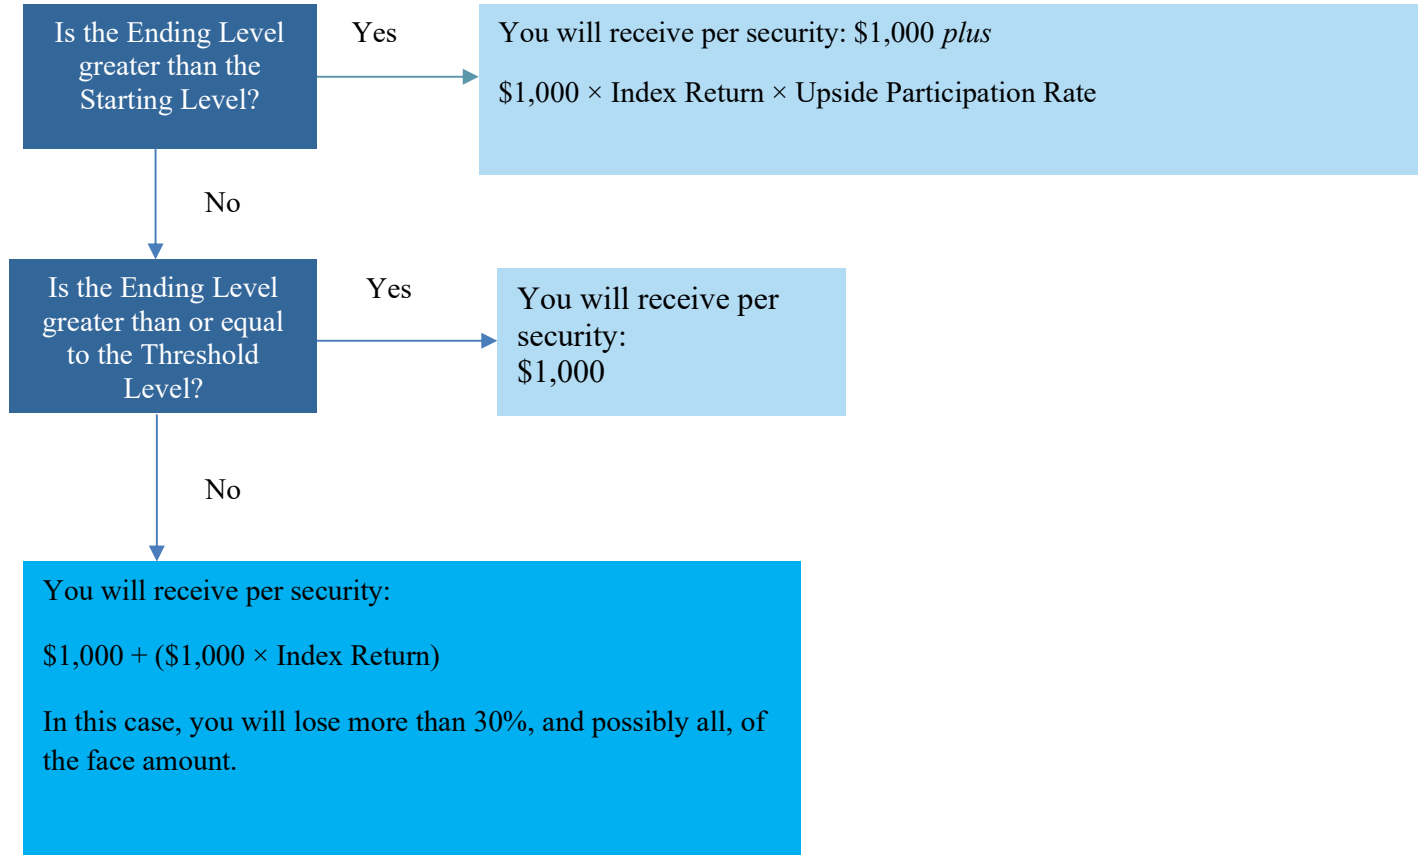 Is the Ending Level
greater than the
Starting Level?
Yes
You will receive per security: $1,000 plus
$1,000 × Index Return × Upside Participation Rate
No
Is the Ending Level
greater than or equal
to the Threshold
Level?
Yes
You will receive per
security:
$1,000
No
You will receive per security:
$1,000 + ($1,000 × Index Return)
In this case, you will lose more than 30%, and possibly all, of
the face amount.